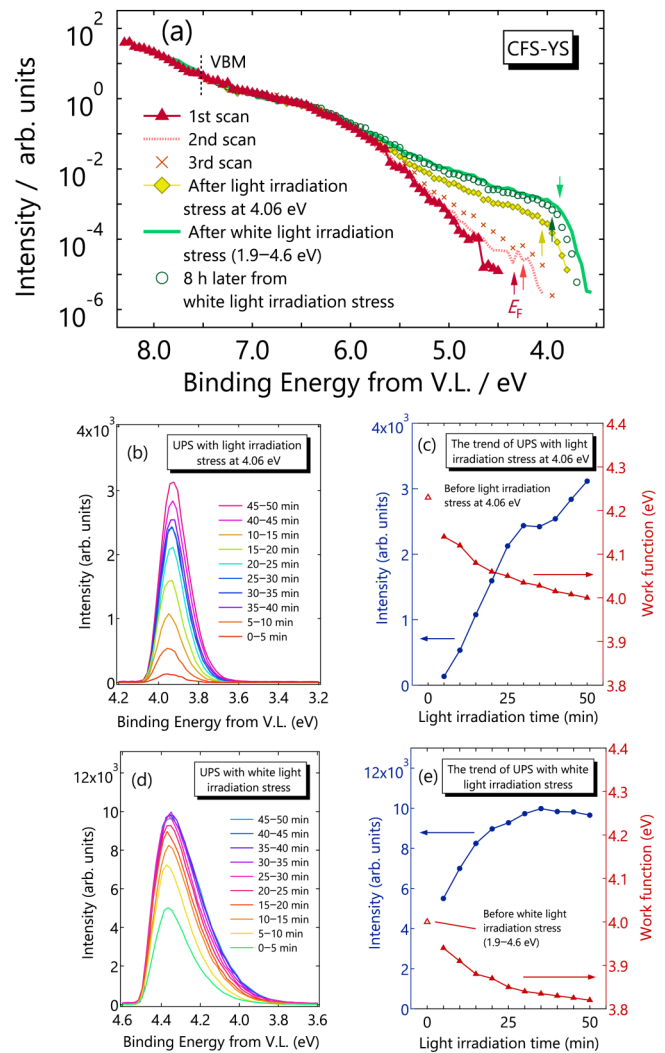 (a)
CFS-YS
VBM
10²
10⁰
10⁻²
10⁻⁴
10⁻⁶
Intensity / arb. units
1st scan
2nd scan
3rd scan
After light irradiation
stress at 4.06 eV
After white light irradiation
stress (1.9–4.6 eV)
8 h later from
white light irradiation stress
E_F
8.0 7.0 6.0 5.0 4.0
Binding Energy from V.L. / eV
(b)
UPS with light irradiation
stress at 4.06 eV
4x10³
3
2
1
0
Intensity (arb. units)
45–50 min
40–45 min
10–15 min
15–20 min
20–25 min
25–30 min
30–35 min
35–40 min
5–10 min
0–5 min
4.2 4.0 3.8 3.6 3.4 3.2
Binding Energy from V.L. (eV)
(c)
The trend of UPS with light
irradiation stress at 4.06 eV
4x10³
3
2
1
0
Intensity (arb. units)
Before light irradiation
stress at 4.06 eV
4.4
4.3
4.2
4.1
4.0
3.9
3.8
Work function (eV)
0 25 50
Light irradiation time (min)
(d)
UPS with white light
irradiation stress
12x10³
10
8
6
4
2
0
Intensity (arb. units)
45–50 min
40–45 min
35–40 min
30–35 min
25–30 min
20–25 min
15–20 min
10–15 min
5–10 min
0–5 min
4.6 4.4 4.2 4.0 3.8 3.6
Binding Energy from V.L. (eV)
(e)
The trend of UPS with white
light irradiation stress
12x10³
10
8
6
4
2
0
Intensity (arb. units)
Before white light
irradiation stress
(1.9–4.6 eV)
4.4
4.3
4.2
4.1
4.0
3.9
3.8
Work function (eV)
0 25 50
Light irradiation time (min)